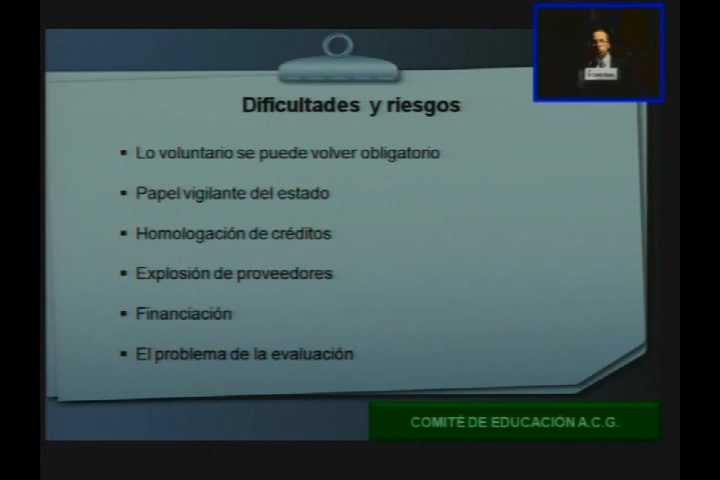 Dificultades y riesgos
▪ Lo voluntario se puede volver obligatorio
▪ Papel vigilante del estado
▪ Homologación de créditos
▪ Explosión de proveedores
▪ Financiación
▪ El problema de la evaluación
COMITÉ DE EDUCACIÓN A.C.G.